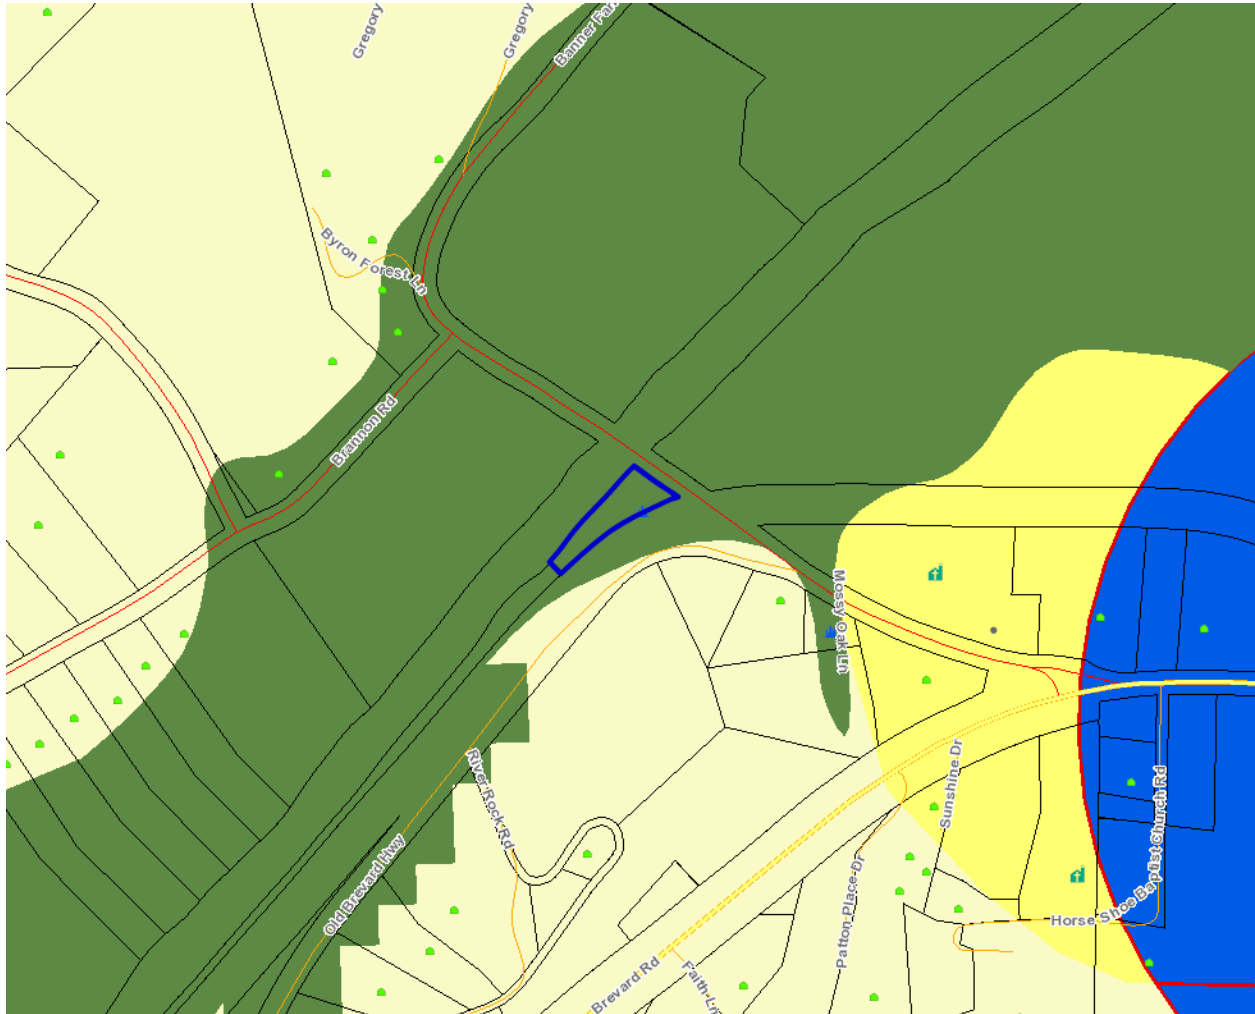 Gregory
Gregory
Banner Far
Byron Forest Ln
Brannon Rd
Mossy Oak Ln
River Rock Rd
Sunshine Dr
Old Brevard Hwy
Patton Place Dr
Horse Shoe Baptist Church Rd
Brevard Rd
Faith Ln